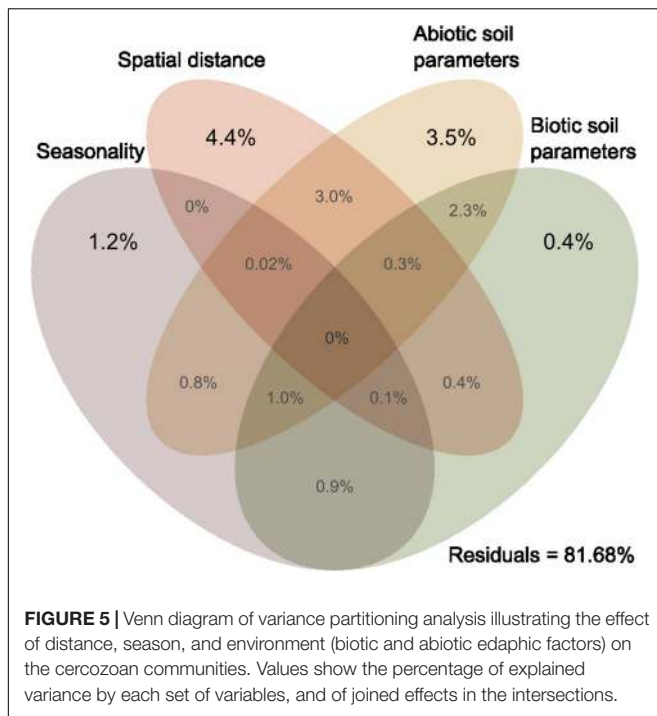 Abiotic soil
parameters
Spatial distance
Biotic soil
parameters
Seasonality
4.4%
3.5%
1.2%
0%
3.0%
2.3%
0.4%
0.02%
0.3%
0%
0.8%
1.0%
0.1%
0.4%
0.9%
Residuals = 81.68%
FIGURE 5 | Venn diagram of variance partitioning analysis illustrating the effect
of distance, season, and environment (biotic and abiotic edaphic factors) on
the cercozoan communities. Values show the percentage of explained
variance by each set of variables, and of joined effects in the intersections.